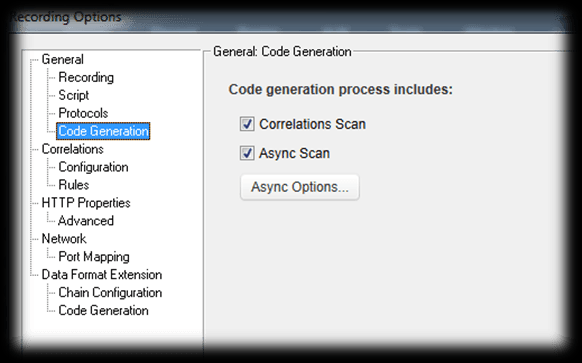 Recording Options
General
Recording
Script
Protocols
Code Generation
Correlations
Configuration
Rules
HTTP Properties
Advanced
Network
Port Mapping
Data Format Extension
Chain Configuration
Code Generation
General: Code Generation
Code generation process includes:
Correlations Scan
Async Scan
Async Options...